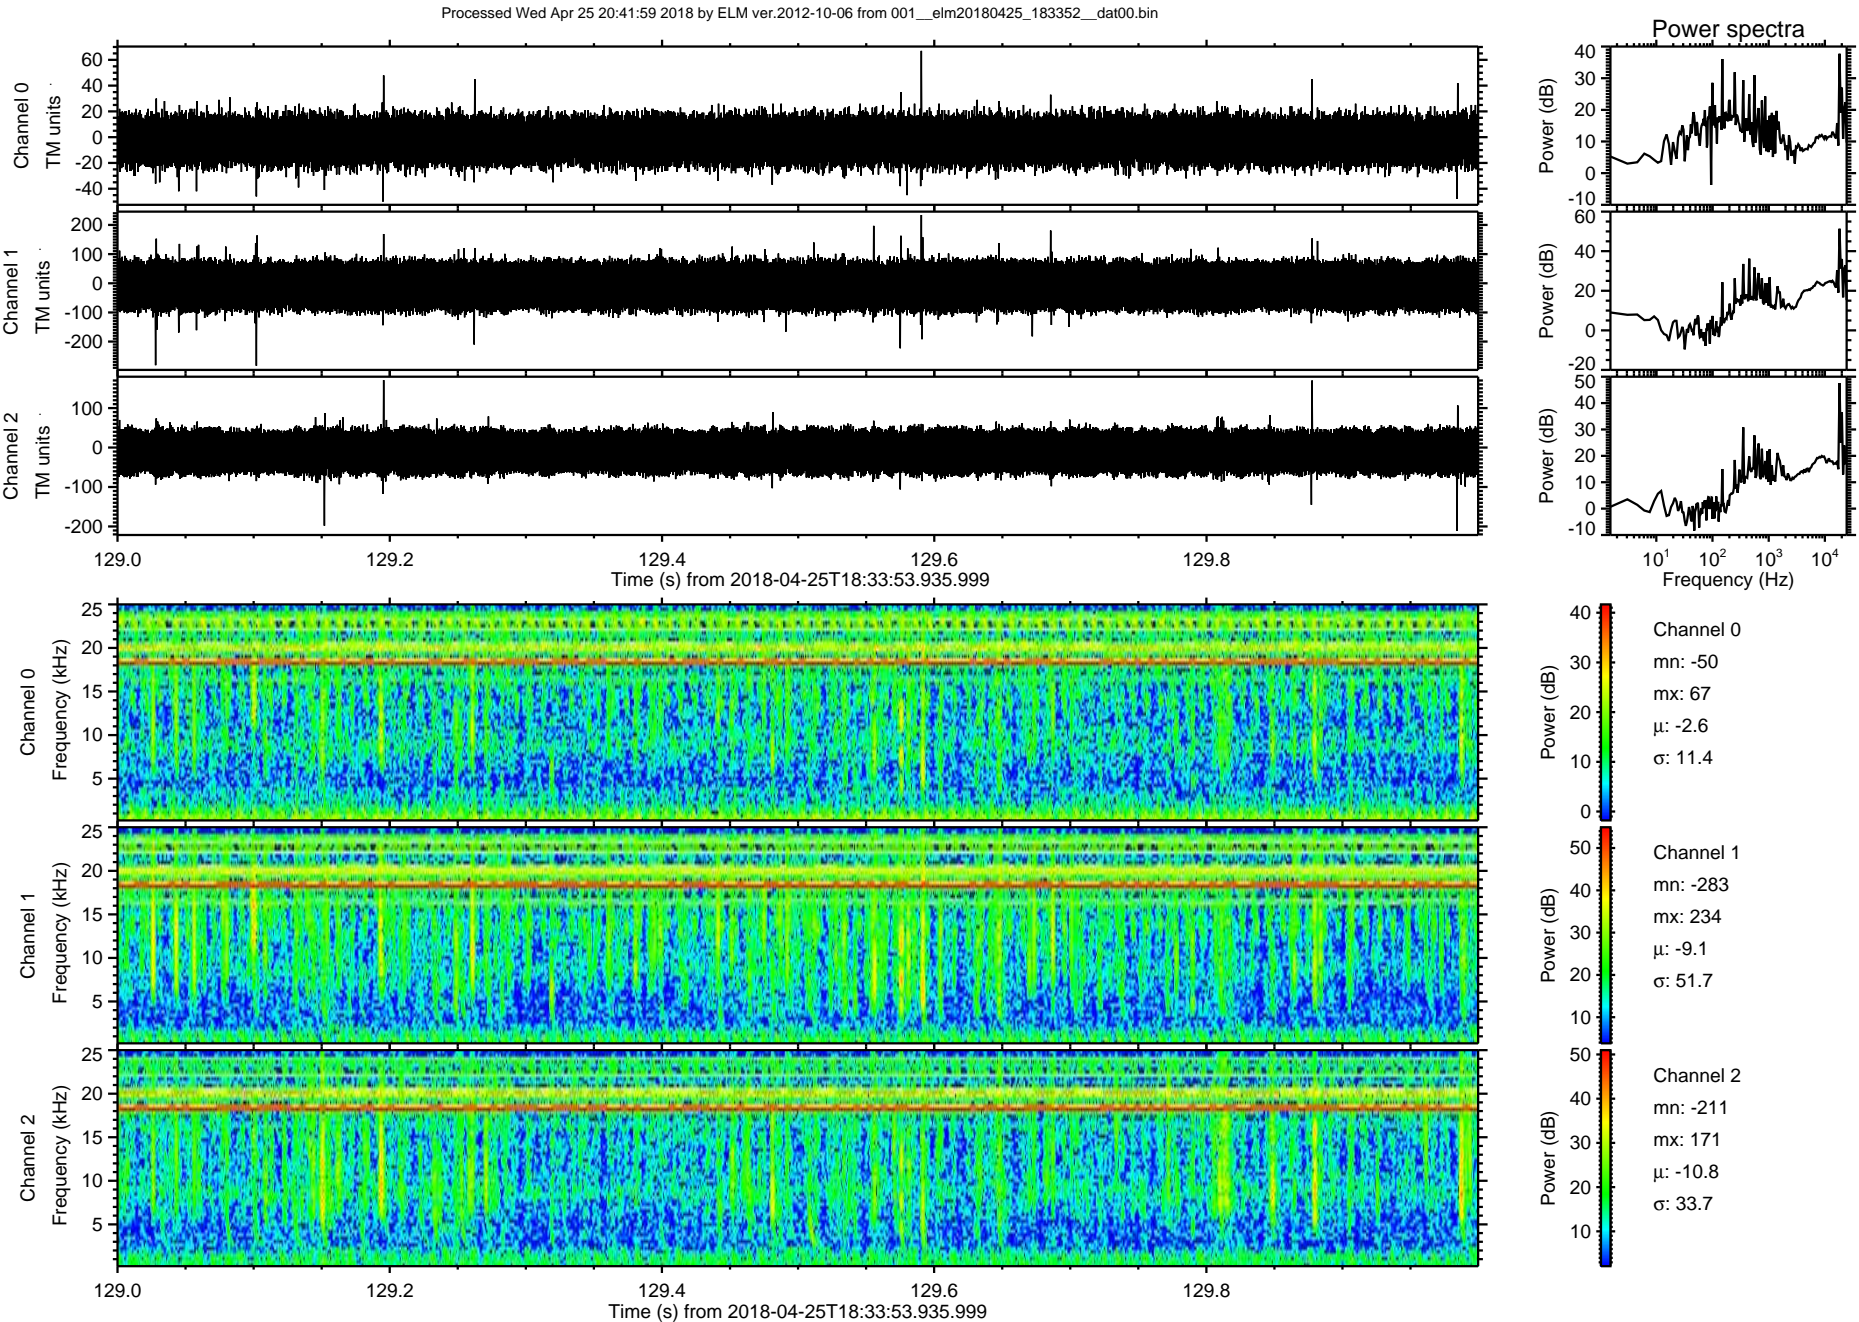 Processed Wed Apr 25 20:41:59 2018 by ELM ver.2012-10-06 from 001__elm20180425_183352__dat00.bin
Power spectra
Channel 0
TM units
60
40
20
0
-20
-40
Power (dB)
40
30
20
10
0
-10
Channel 1
TM units
200
100
0
-100
-200
Power (dB)
60
40
20
0
-20
Channel 2
TM units
100
0
-100
-200
Power (dB)
50
40
30
20
10
0
-10
129.0 129.2 129.4 129.6 129.8
Time (s) from 2018-04-25T18:33:53.935.999
10¹ 10² 10³ 10⁴
Frequency (Hz)
Channel 0
Frequency (kHz)
25
20
15
10
5
Power (dB)
40
30
20
10
0
Channel 0
mn: -50
mx: 67
μ: -2.6
σ: 11.4
Channel 1
Frequency (kHz)
25
20
15
10
5
Power (dB)
50
40
30
20
10
Channel 1
mn: -283
mx: 234
μ: -9.1
σ: 51.7
Channel 2
Frequency (kHz)
25
20
15
10
5
Power (dB)
50
40
30
20
10
Channel 2
mn: -211
mx: 171
μ: -10.8
σ: 33.7
129.0 129.2 129.4 129.6 129.8
Time (s) from 2018-04-25T18:33:53.935.999